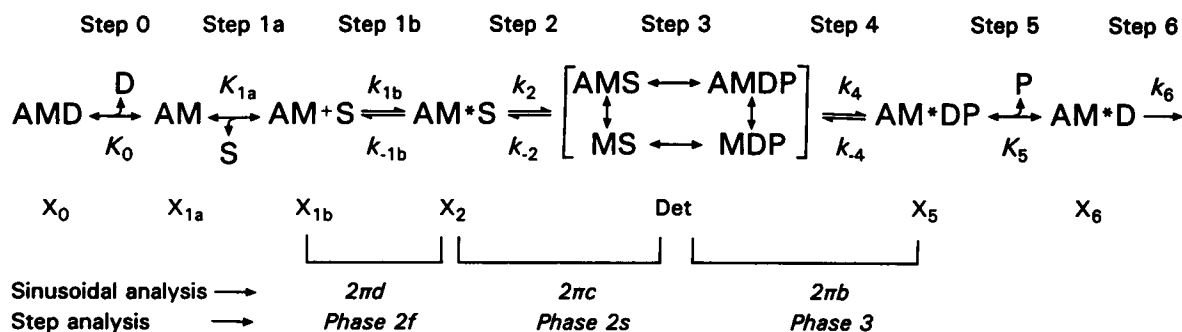 Step 0 Step 1a Step 1b Step 2 Step 3 Step 4 Step 5 Step 6
D K1a k1b k2 AMS AMDP k4 P k6
AMD AM AM+S AM*S AM*DP AM*D
K0 S k-1b k-2 MS MDP k-4 K5
X0 X1a X1b X2 Det X5 X6
Sinusoidal analysis → 2πd 2πc 2πb
Step analysis → Phase 2f Phase 2s Phase 3